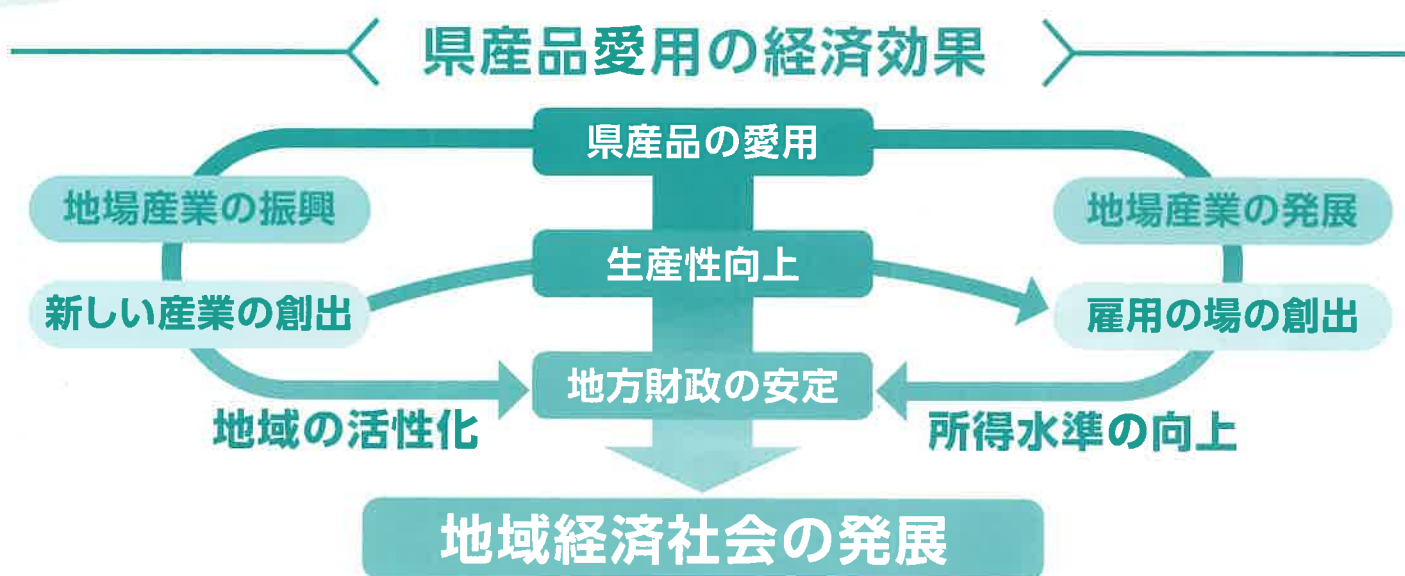 県産品愛用の経済効果
県産品の愛用
地場産業の振興
地場産業の発展
生産性向上
新しい産業の創出
雇用の場の創出
地方財政の安定
地域の活性化
所得水準の向上
地域経済社会の発展